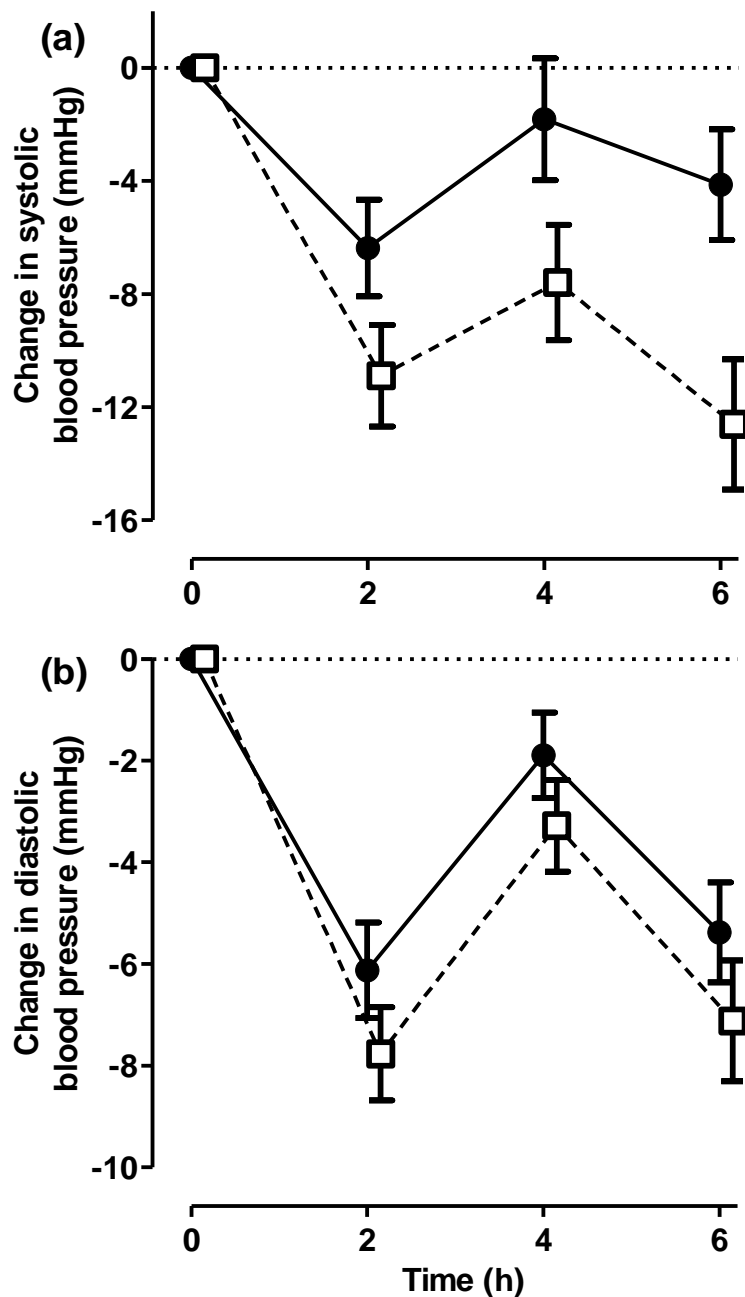 (a)
Change in systolic
blood pressure (mmHg)
0
-4
-8
-12
-16
0 2 4 6
(b)
Change in diastolic
blood pressure (mmHg)
0
-2
-4
-6
-8
-10
0 2 4 6
Time (h)